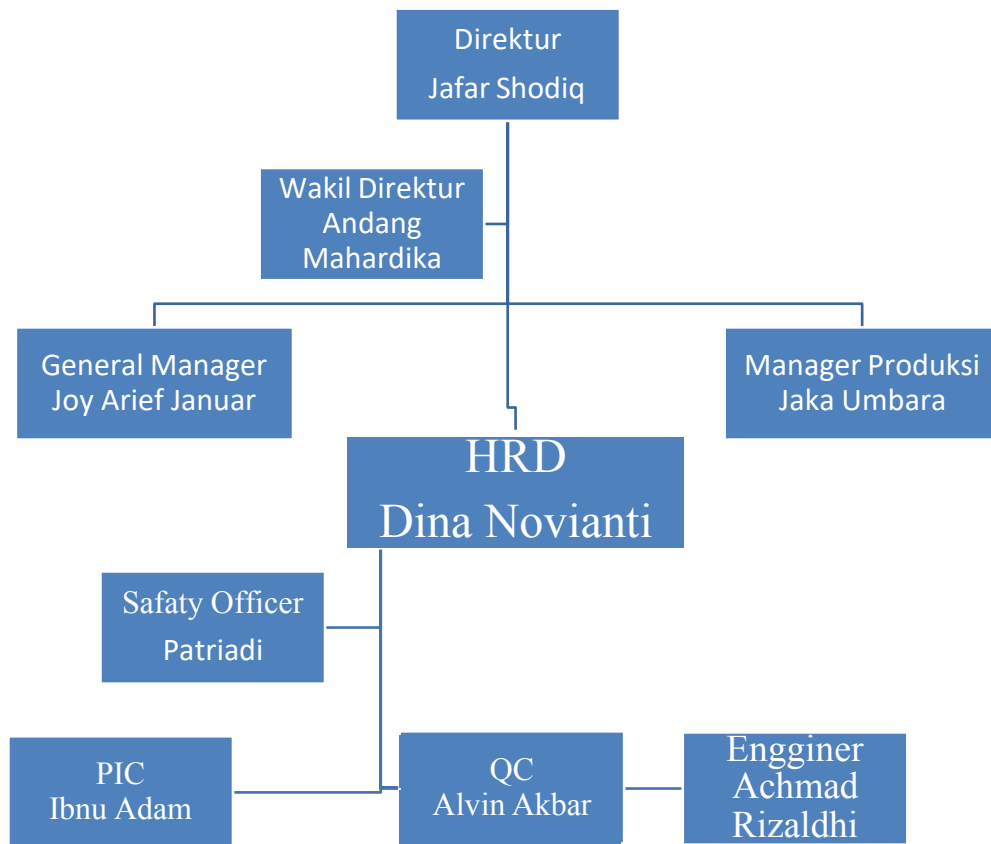 Direktur
Jafar Shodiq
Wakil Direktur
Andang
Mahardika
General Manager
Joy Arief Januar
Manager Produksi
Jaka Umbara
HRD
Dina Novianti
Safaty Officer
Patriadi
PIC
Ibnu Adam
QC
Alvin Akbar
Engginer
Achmad
Rizaldhi